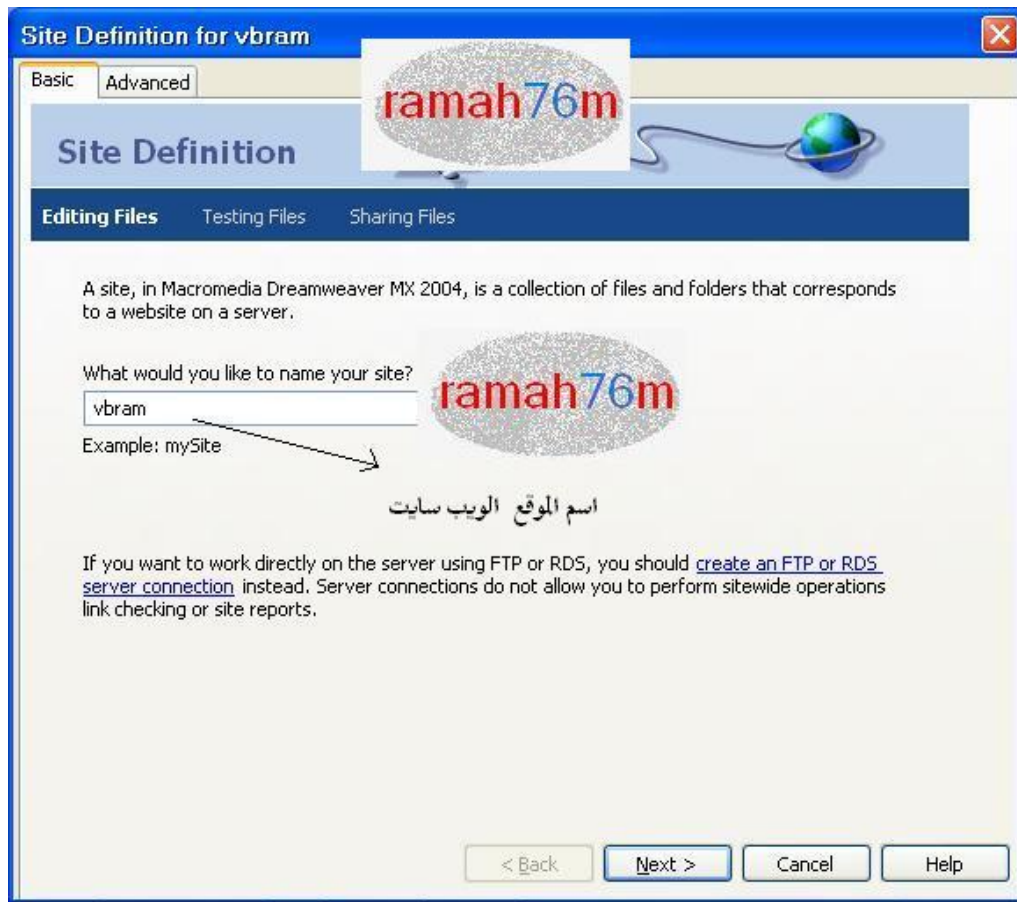 Site Definition for vbram
Basic Advanced
ramah76m
Site Definition
Editing Files Testing Files Sharing Files
A site, in Macromedia Dreamweaver MX 2004, is a collection of files and folders that corresponds
to a website on a server.
What would you like to name your site?
ramah76m
vbram
Example: mySite
اسم الموقع الويب سايت
If you want to work directly on the server using FTP or RDS, you should create an FTP or RDS
server connection instead. Server connections do not allow you to perform sitewide operations
link checking or site reports.
< Back Next > Cancel Help